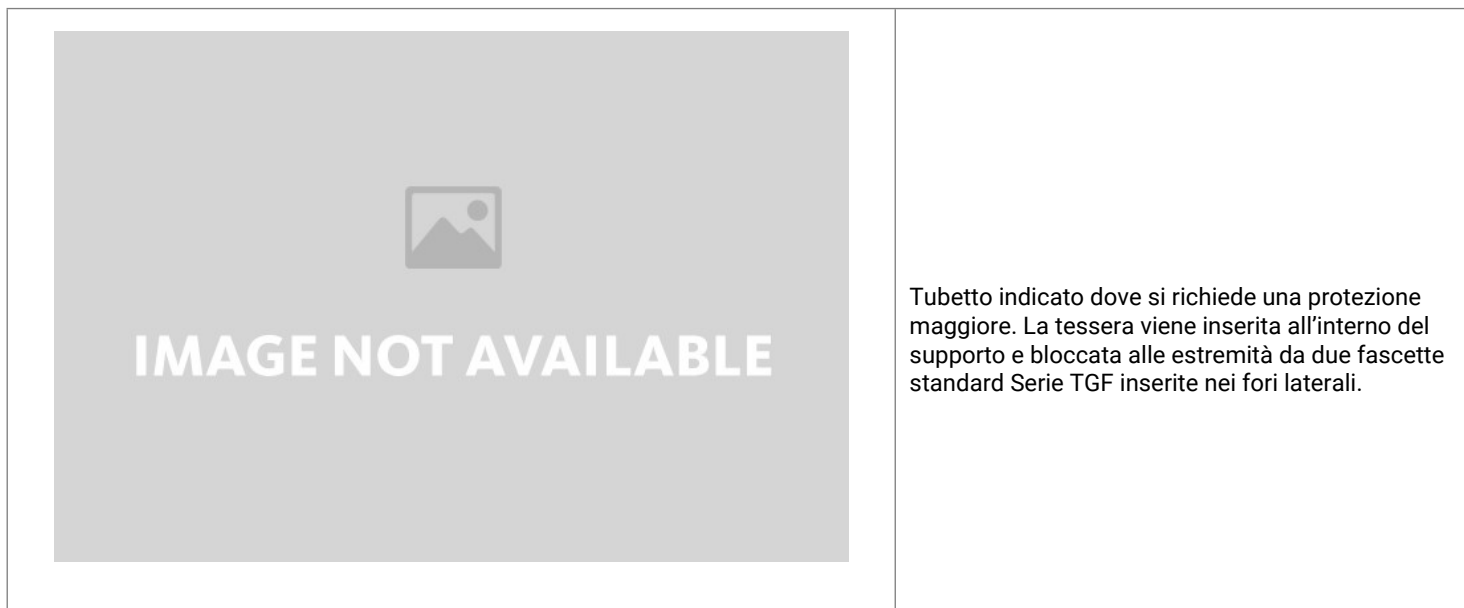 IMAGE NOT AVAILABLE
Tubetto indicato dove si richiede una protezione
maggiore. La tessera viene inserita all’interno del
supporto e bloccata alle estremità da due fascette
standard Serie TGF inserite nei fori laterali.